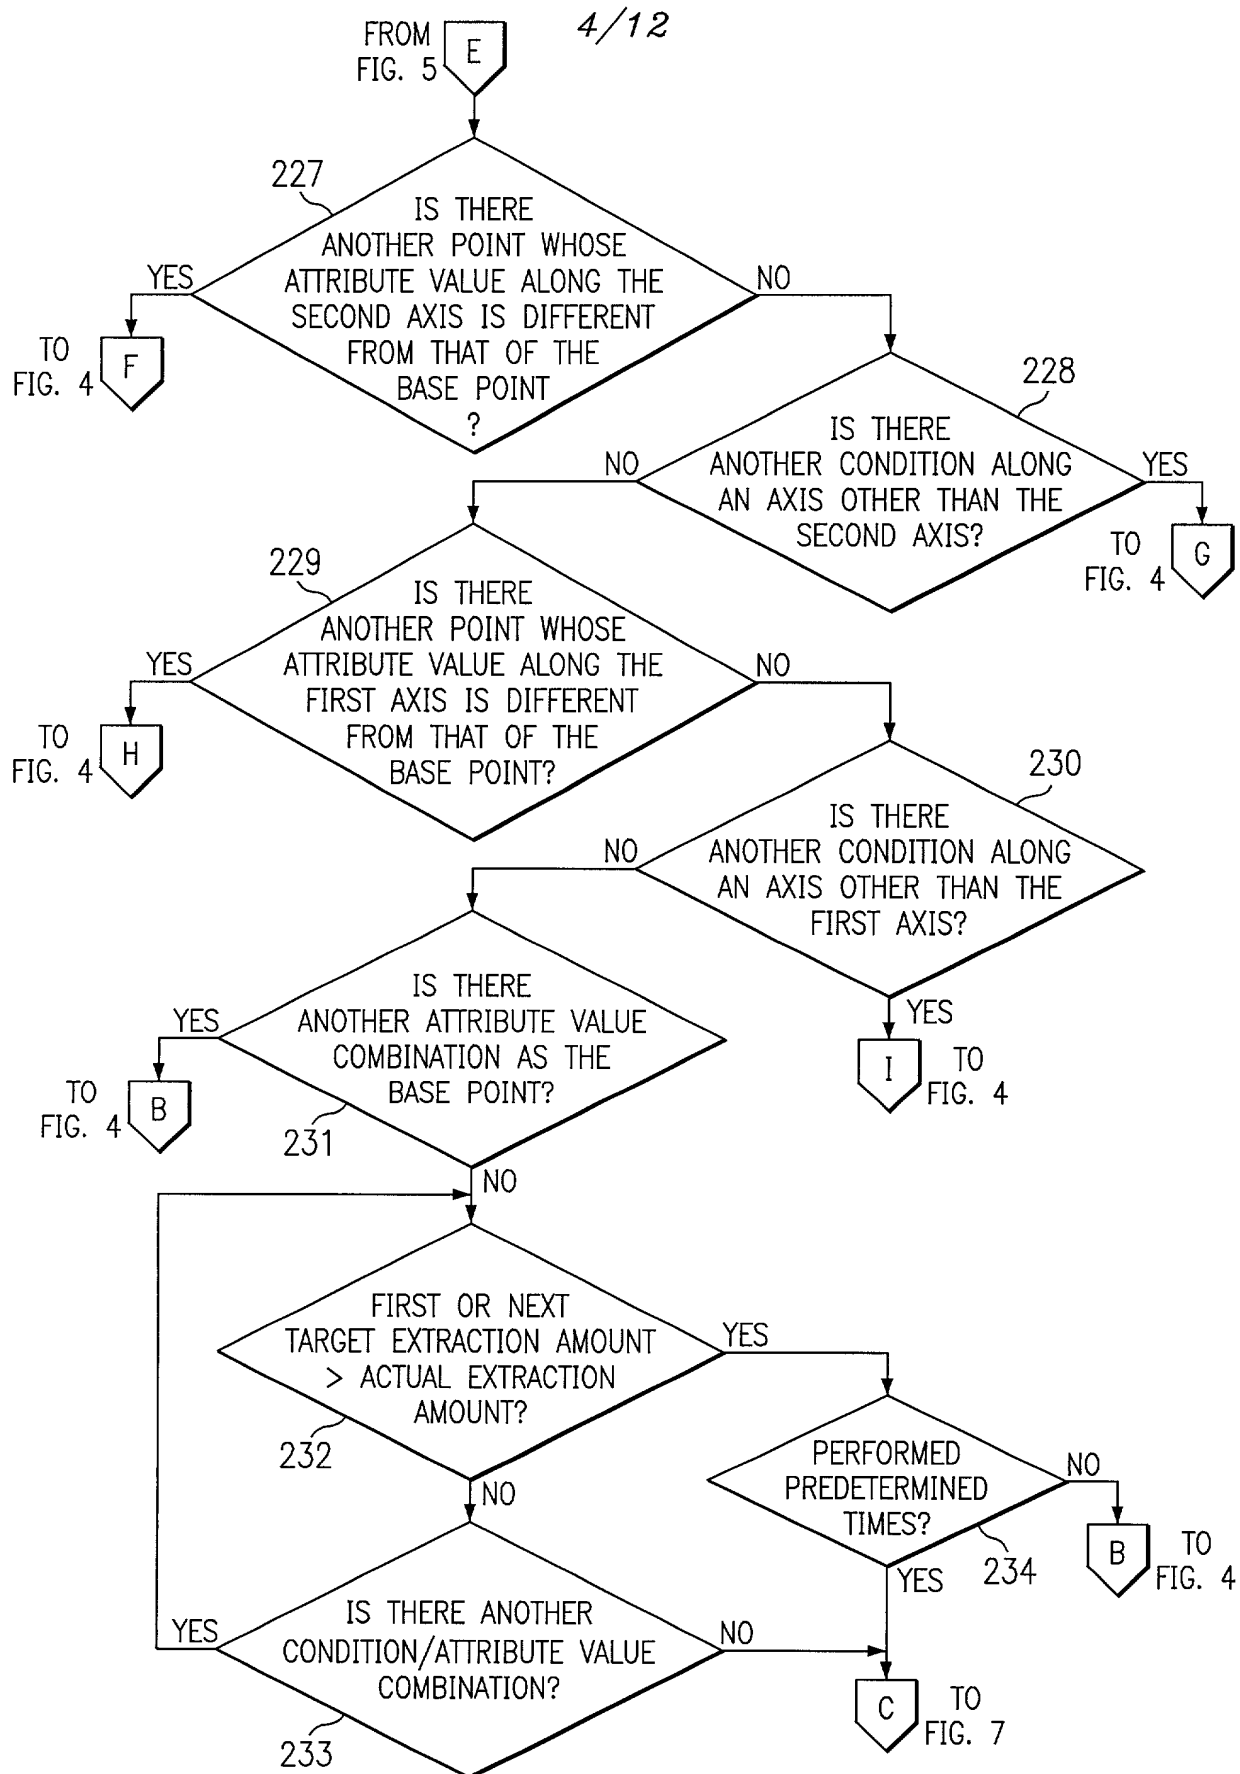 4/12
FROM
FIG. 5
E
227
IS THERE
ANOTHER POINT WHOSE
ATTRIBUTE VALUE ALONG THE
SECOND AXIS IS DIFFERENT
FROM THAT OF THE
BASE POINT
?
YES
NO
TO
FIG. 4
F
228
IS THERE
ANOTHER CONDITION ALONG
AN AXIS OTHER THAN THE
SECOND AXIS?
NO
YES
TO
FIG. 4
G
229
IS THERE
ANOTHER POINT WHOSE
ATTRIBUTE VALUE ALONG THE
FIRST AXIS IS DIFFERENT
FROM THAT OF THE
BASE POINT?
YES
NO
TO
FIG. 4
H
230
IS THERE
ANOTHER CONDITION ALONG
AN AXIS OTHER THAN THE
FIRST AXIS?
NO
YES
I
TO
FIG. 4
IS THERE
ANOTHER ATTRIBUTE VALUE
COMBINATION AS THE
BASE POINT?
YES
TO
FIG. 4
B
231
NO
FIRST OR NEXT
TARGET EXTRACTION AMOUNT
> ACTUAL EXTRACTION
AMOUNT?
YES
232
NO
PERFORMED
PREDETERMINED
TIMES?
NO
234
YES
B
TO
FIG. 4
IS THERE ANOTHER
CONDITION/ATTRIBUTE VALUE
COMBINATION?
YES
NO
233
C
TO
FIG. 7